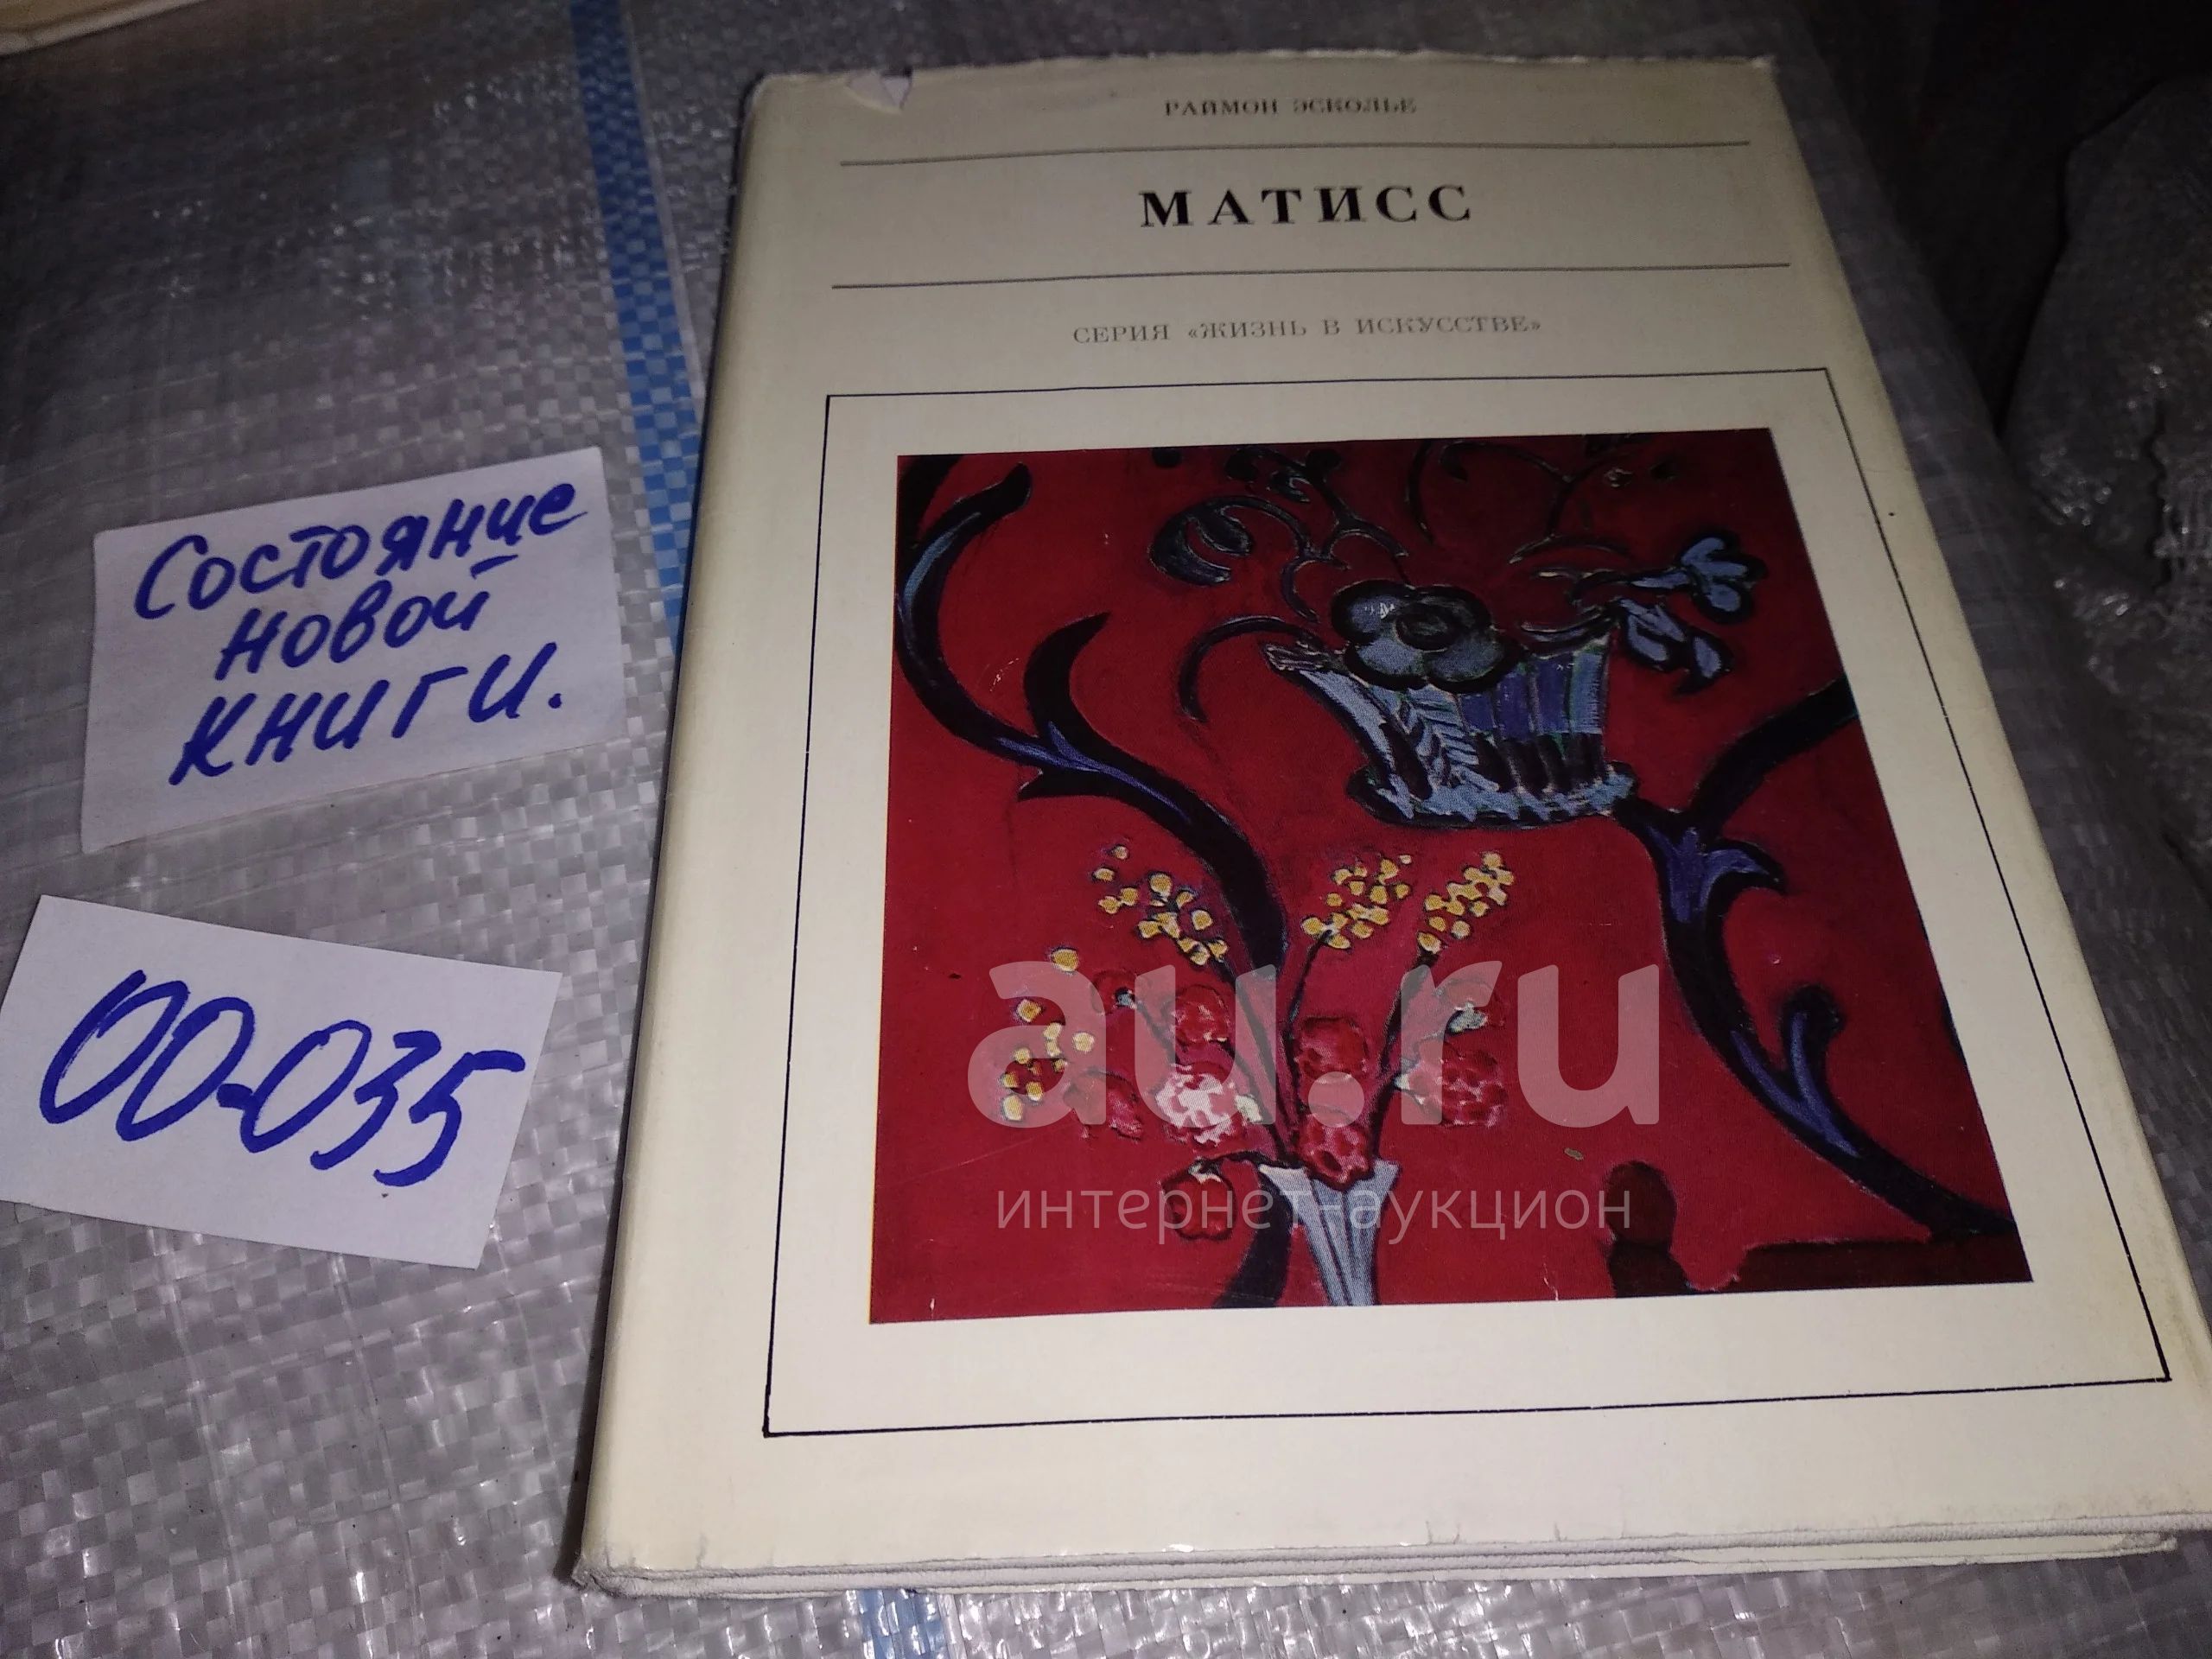 РАЙМОН ЭСКОЛЬЕ
МАТИСС
СЕРИЯ «ЖИЗНЬ В ИСКУССТВЕ»
Состояние
новой
книги.
00-035
au.ru
интернет-аукцион